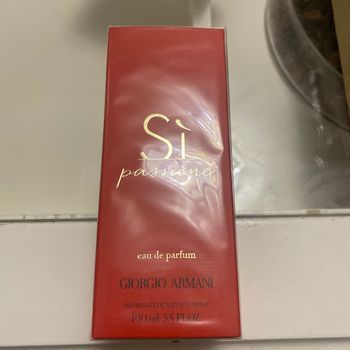 Sì
passione
eau de parfum
GIORGIO ARMANI
VAPORISATEUR NATURAL SPRAY
100 ml 3.4 FL.OZ